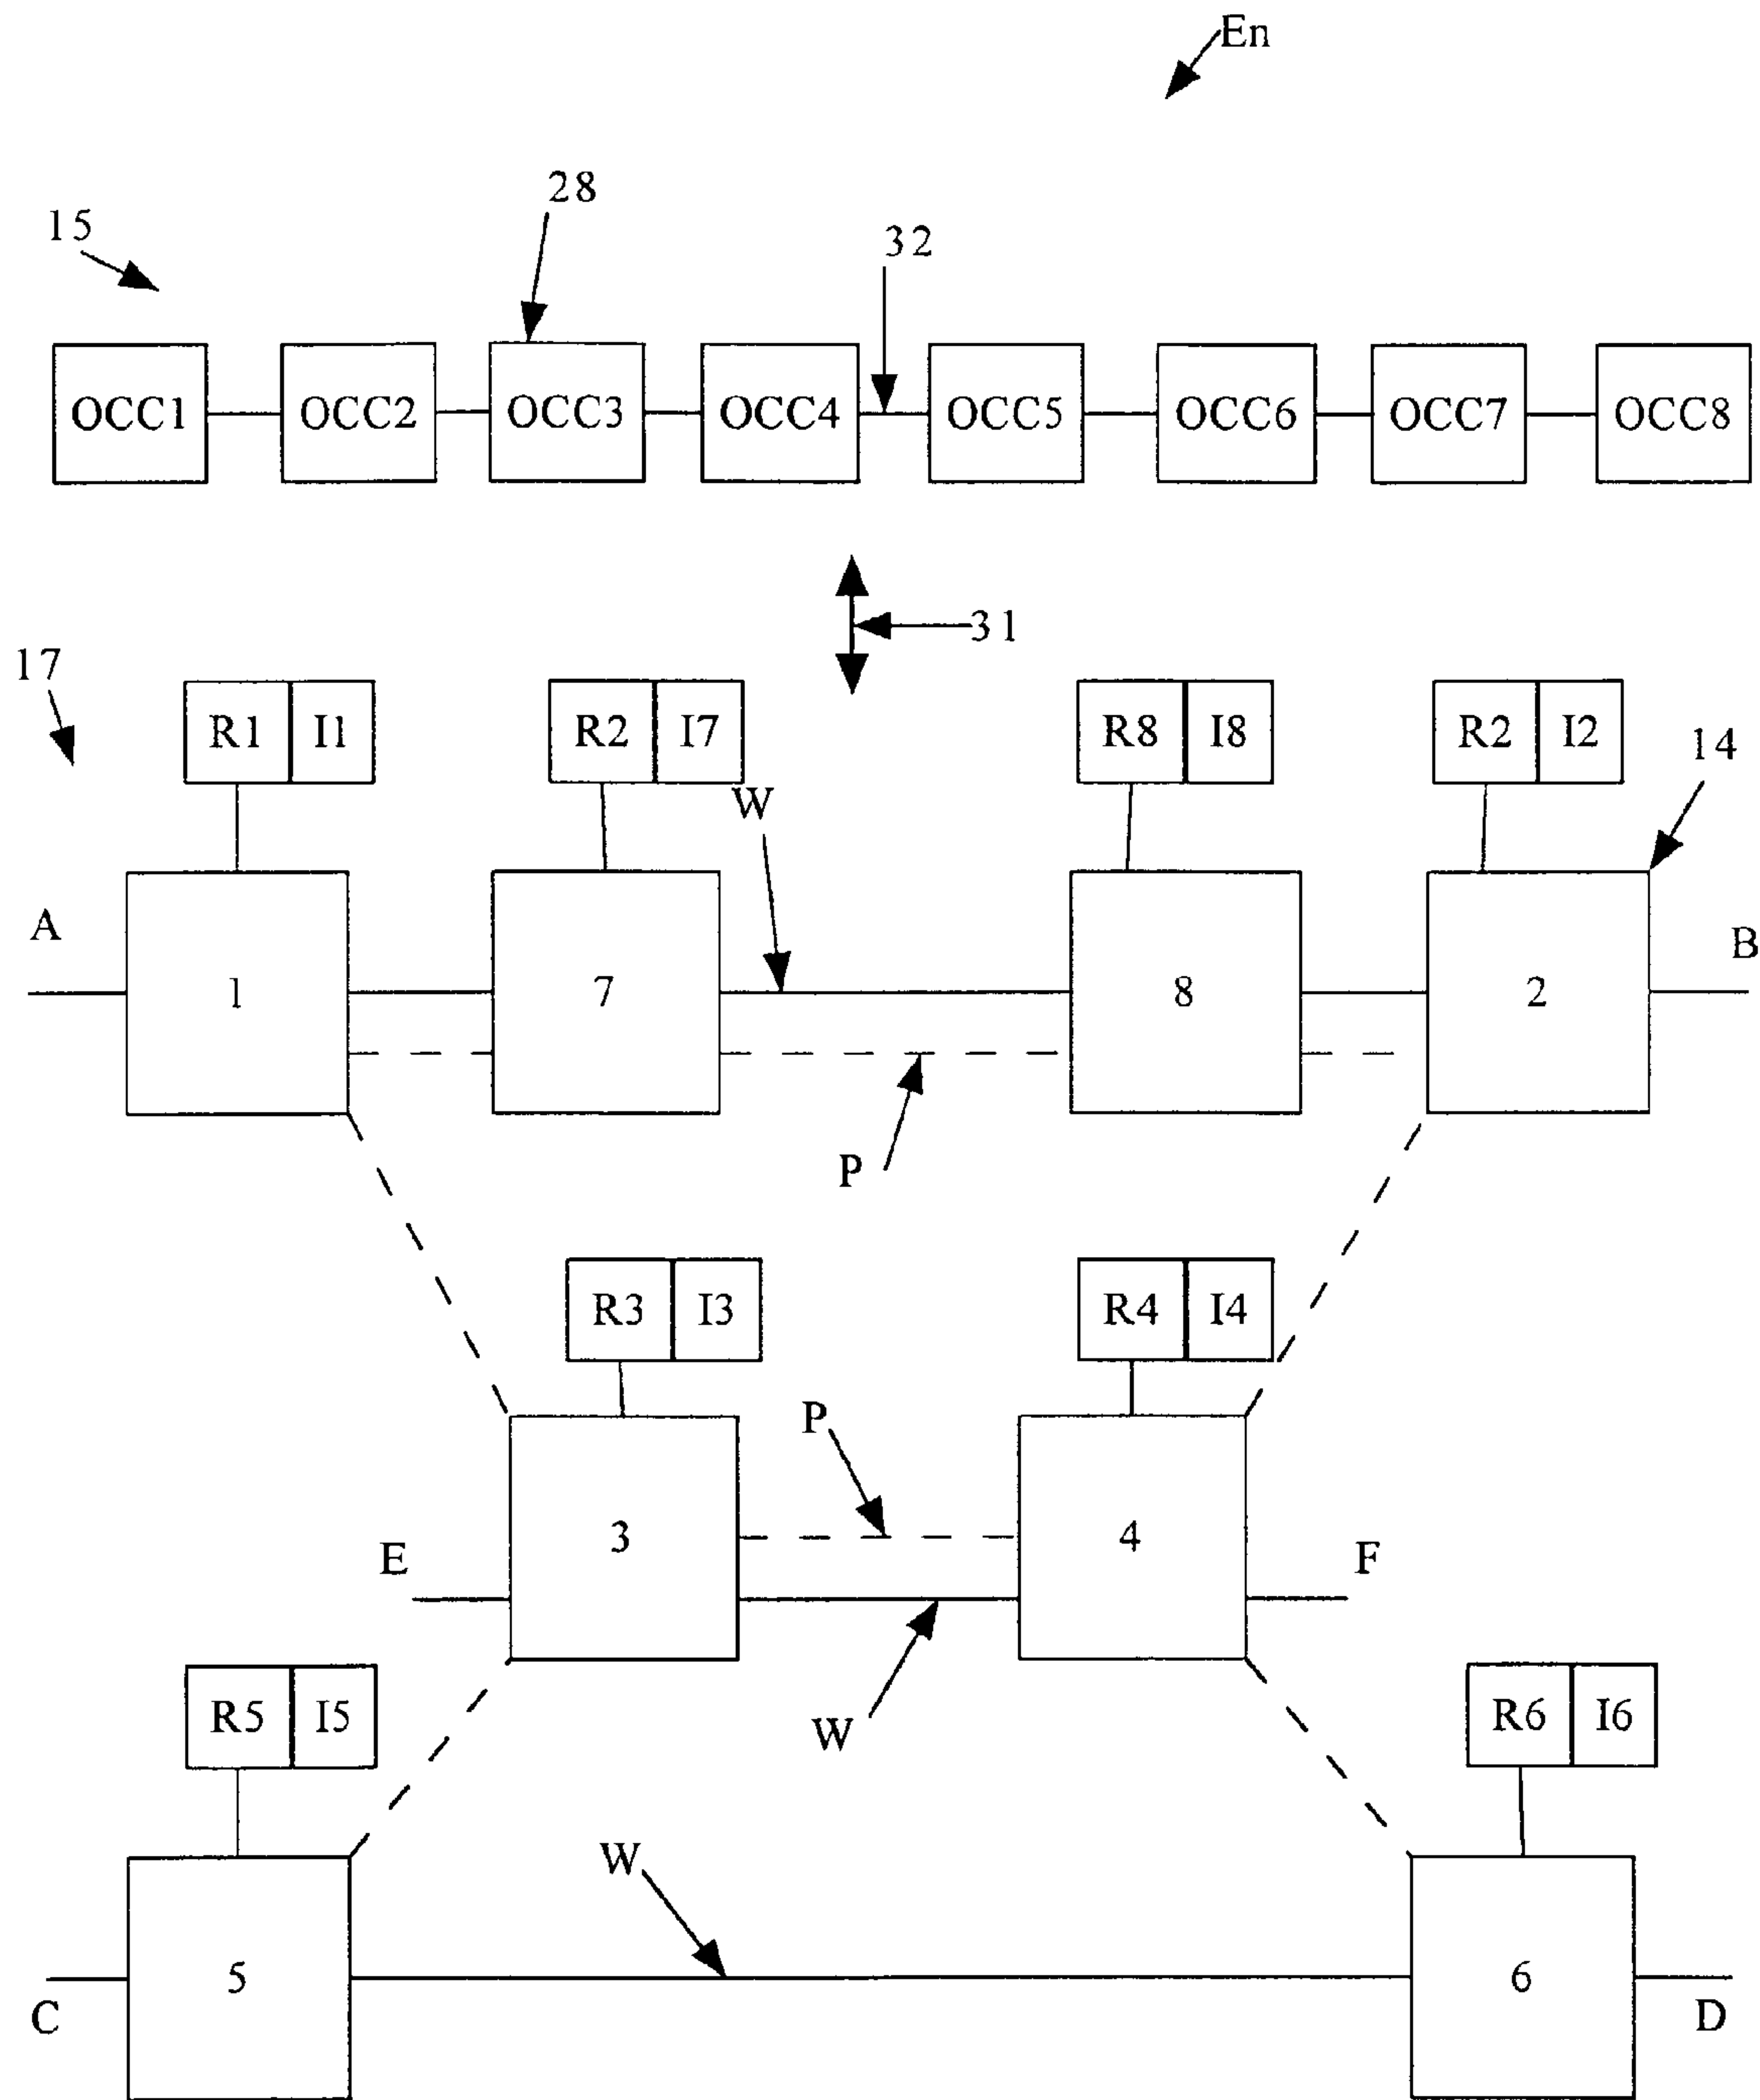 En
28
15
32
OCC1 OCC2 OCC3 OCC4 OCC5 OCC6 OCC7 OCC8
31
17
R1 I1 R2 I7 R8 I8 R2 I2
14
W
A
B
1 7 8 2
P
R3 I3 R4 I4
P
3 4
E F
R5 I5 R6 I6
W
W
5 6
C D